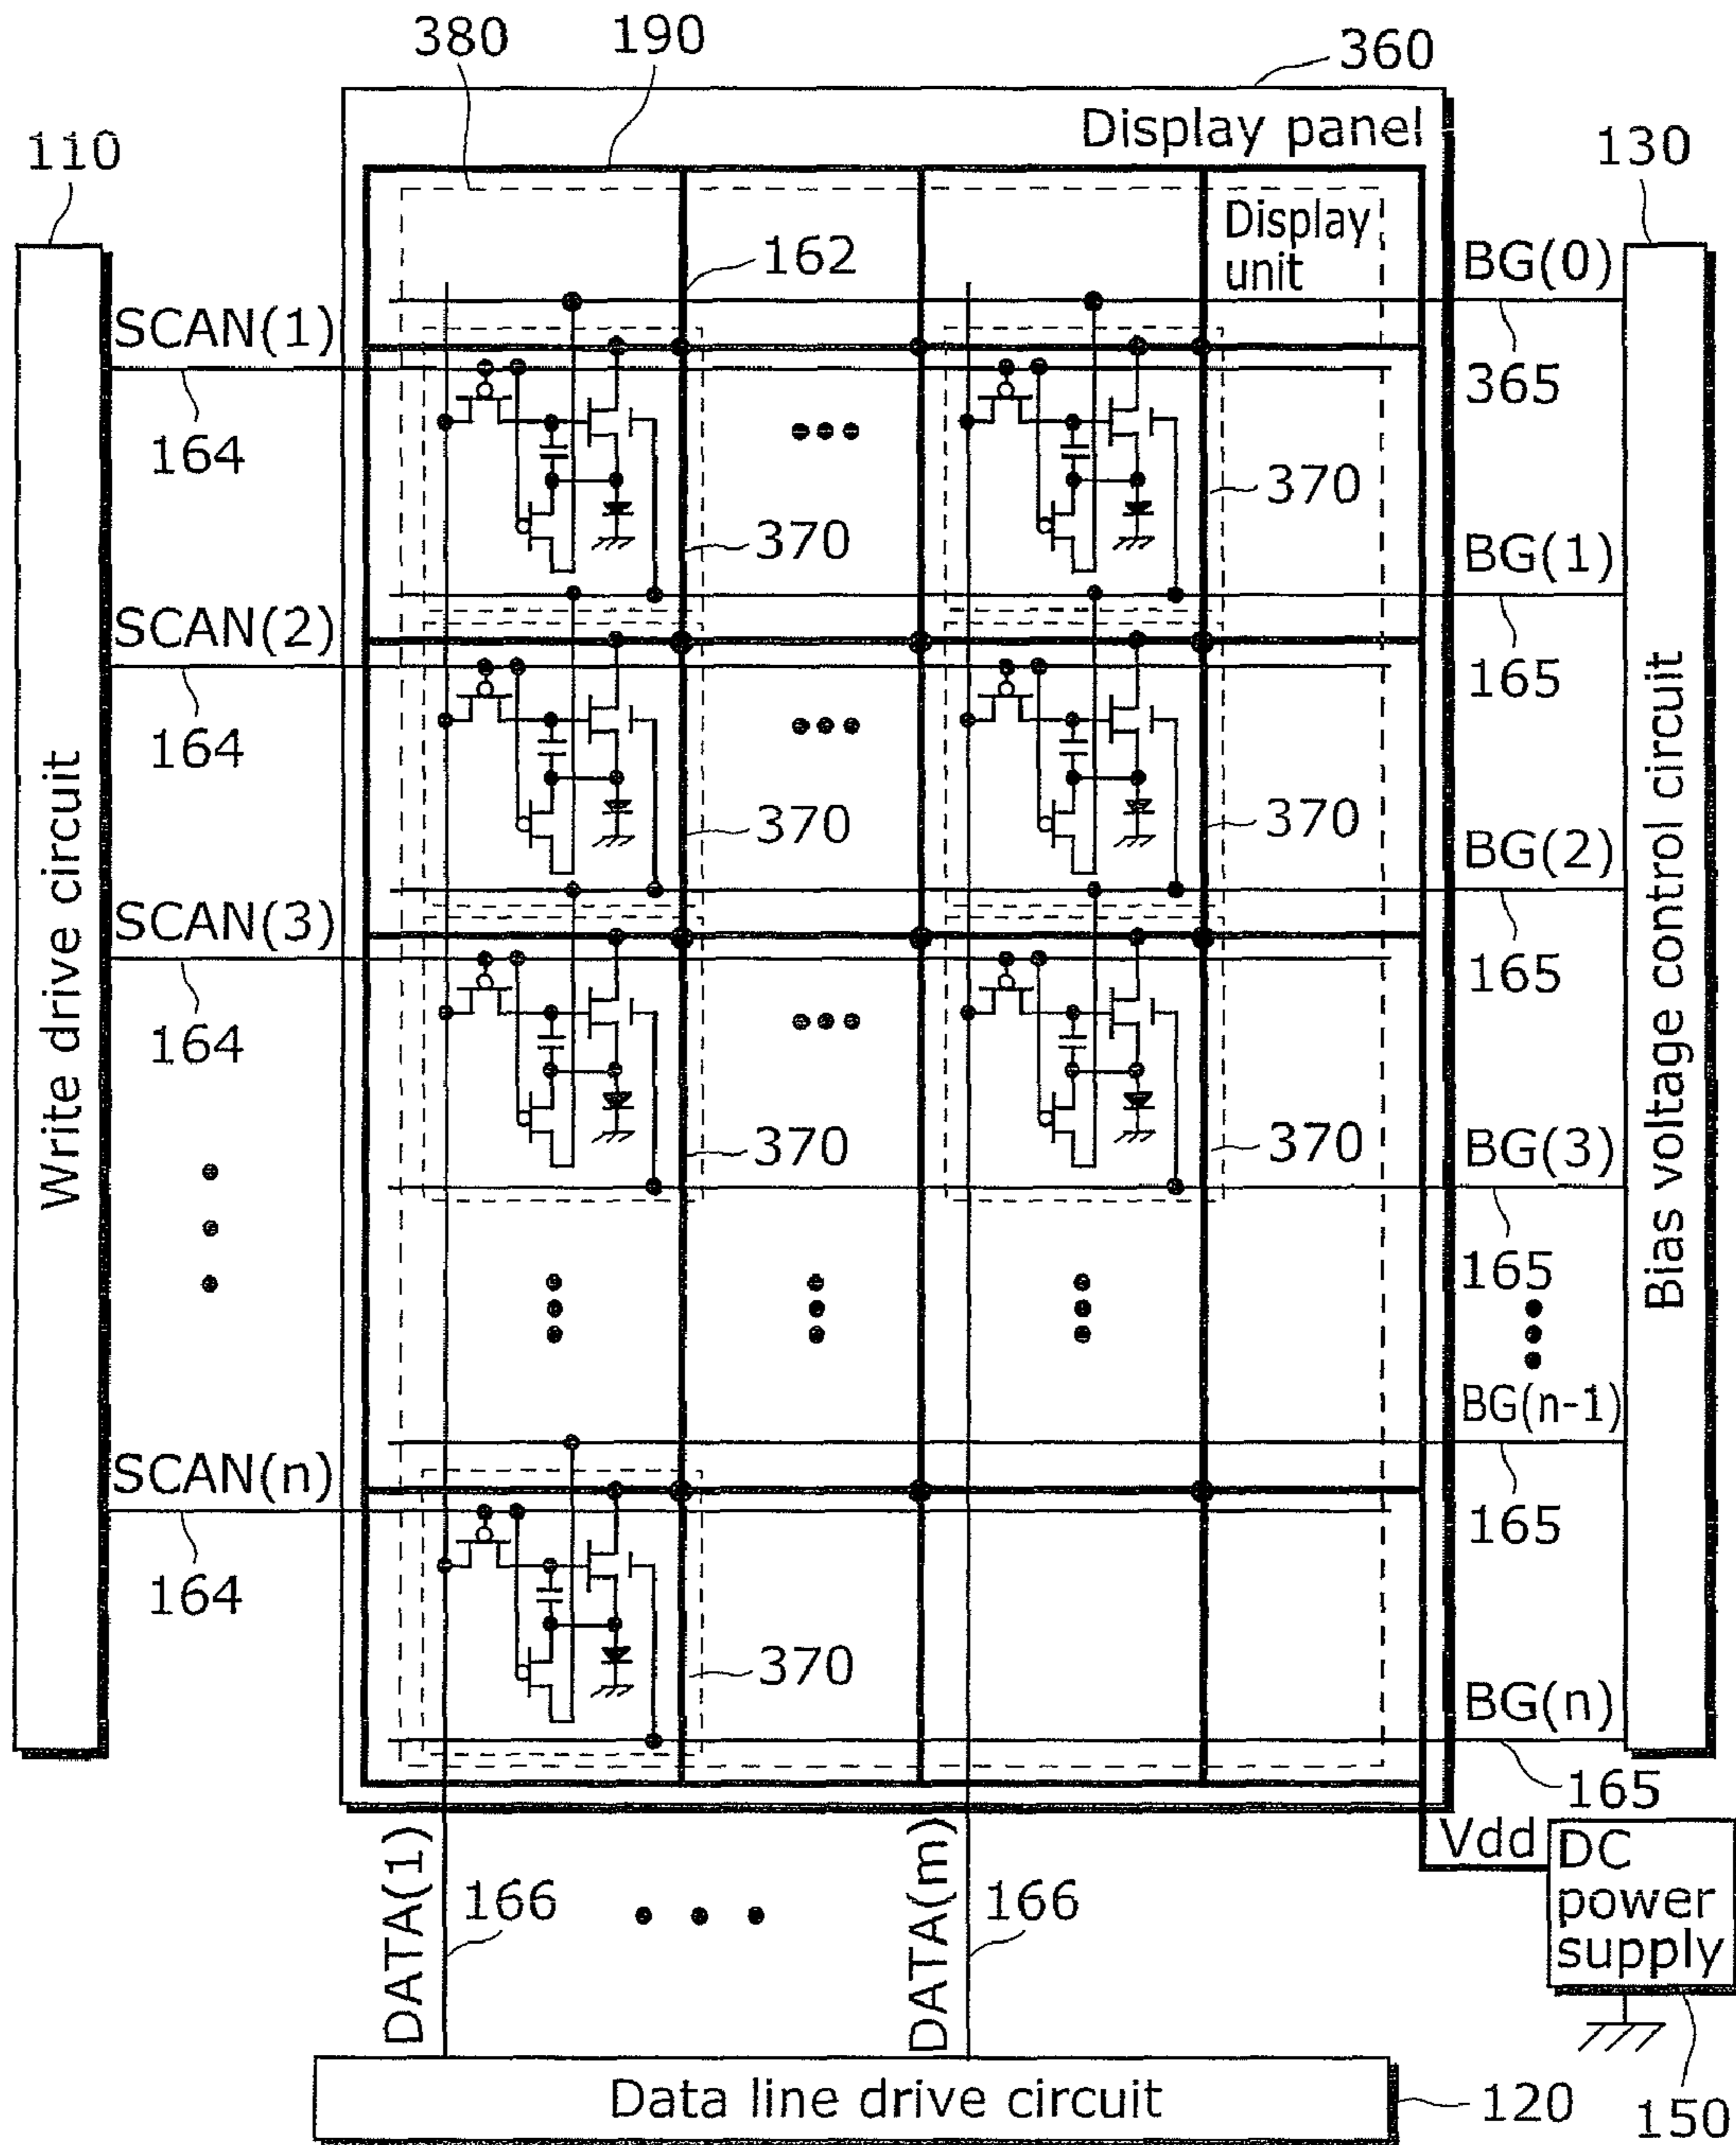 380
190
360
Display panel
110
130
Display
unit
162
BG(0)
SCAN(1)
365
164
370
370
BG(1)
SCAN(2)
165
164
370
370
BG(2)
SCAN(3)
165
164
370
370
BG(3)
165
Write drive circuit
Bias voltage control circuit
BG(n-1)
SCAN(n)
165
164
370
BG(n)
165
Vdd
DC
power
supply
DATA(1)
166
DATA(m)
166
Data line drive circuit
120
150